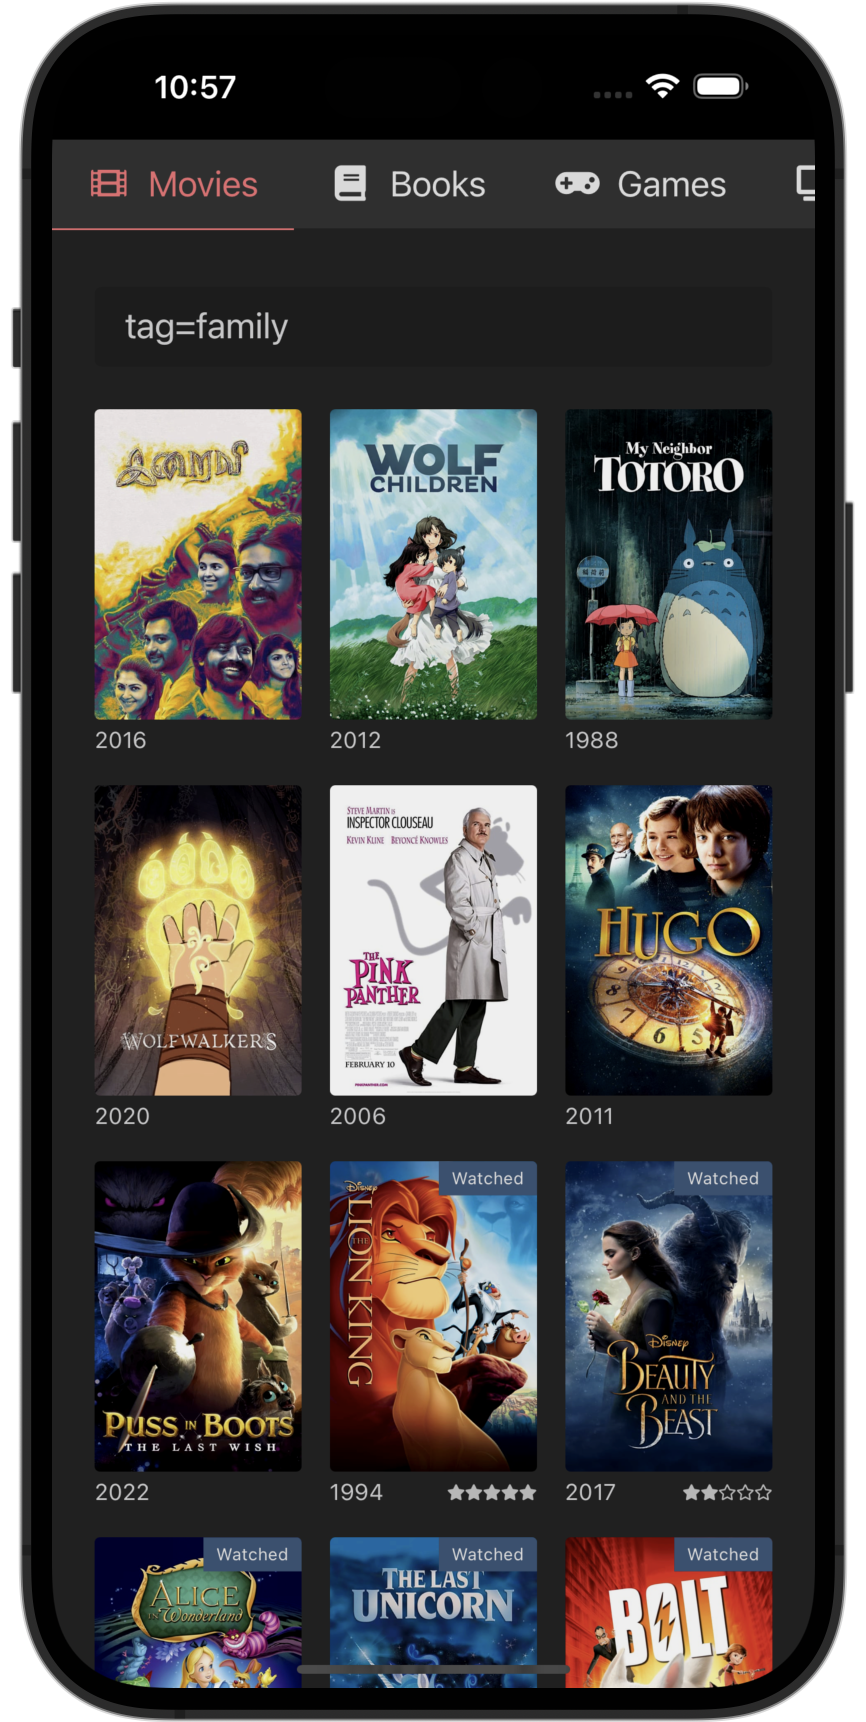 10:57
Movies
Books
Games
tag=family
இறைவி
WOLF
CHILDREN
My Neighbor
TOTORO
2016
2012
1988
WOLFWALKERS
STEVE MARTIN IS
INSPECTOR CLOUSEAU
KEVIN KLINE BEYONCÉ KNOWLES
THE
PINK
PANTHER
FEBRUARY 10
HUGO
2020
2006
2011
PUSS IN BOOTS
THE LAST WISH
Watched
Disney
THE
LION KING
Watched
Disney
BEAUTY
AND THE
BEAST
2022
1994
2017
Watched
ALICE
IN Wonderland
Watched
THE LAST
UNICORN
Watched
BOLT